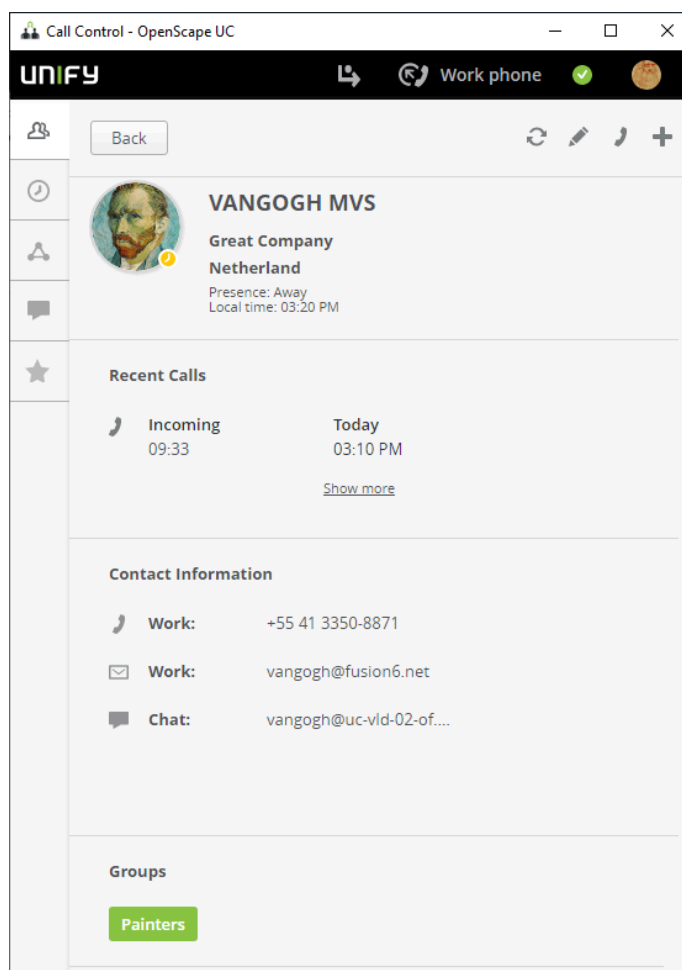 Call Control - OpenScape UC
UNIFY
Work phone
Back
VANGOGH MVS
Great Company
Netherland
Presence: Away
Local time: 03:20 PM
Recent Calls
Incoming Today
09:33 03:10 PM
Show more
Contact Information
Work: +55 41 3350-8871
Work: vangogh@fusion6.net
Chat: vangogh@uc-vld-02-of....
Groups
Painters